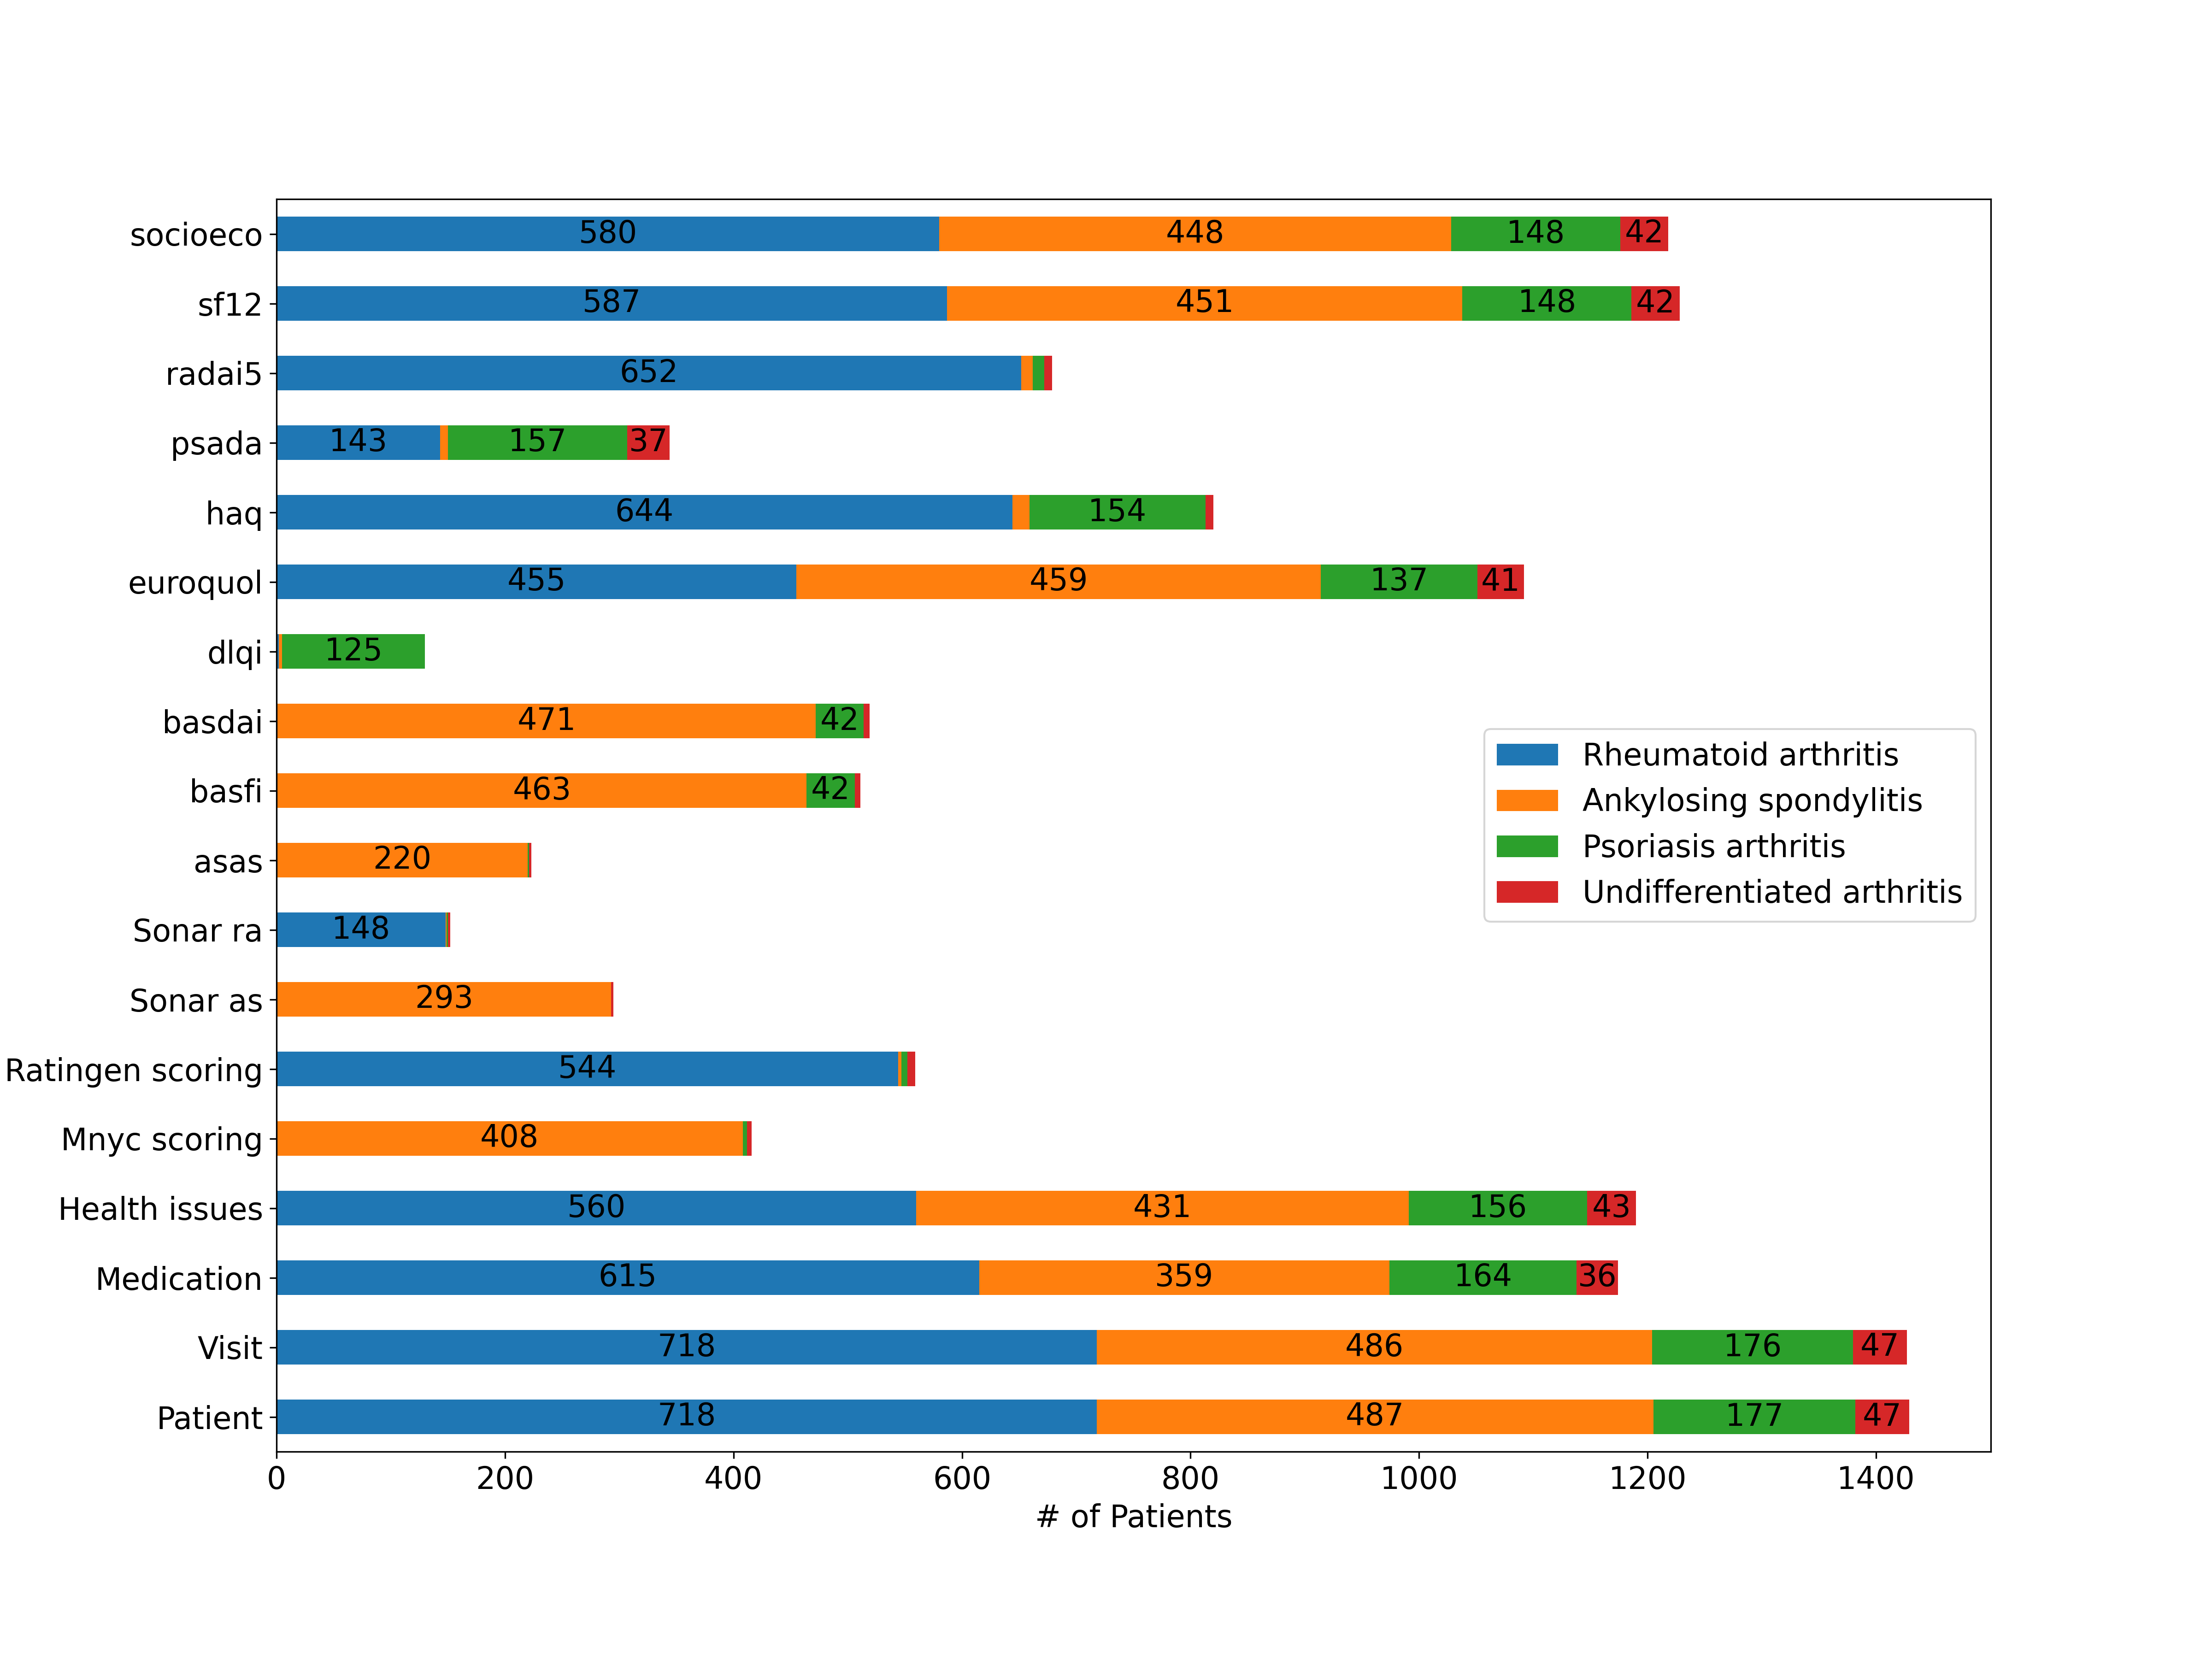 socioeco 580 448 148 42
sf12 587 451 148 42
radai5 652
psada 143 157 37
haq 644 154
euroquol 455 459 137 41
dlqi 125
basdai 471 42
basfi 463 42
asas 220
Sonar ra 148
Sonar as 293
Ratingen scoring 544
Mnyc scoring 408
Health issues 560 431 156 43
Medication 615 359 164 36
Visit 718 486 176 47
Patient 718 487 177 47
0 200 400 600 800 1000 1200 1400
# of Patients
Rheumatoid arthritis
Ankylosing spondylitis
Psoriasis arthritis
Undifferentiated arthritis